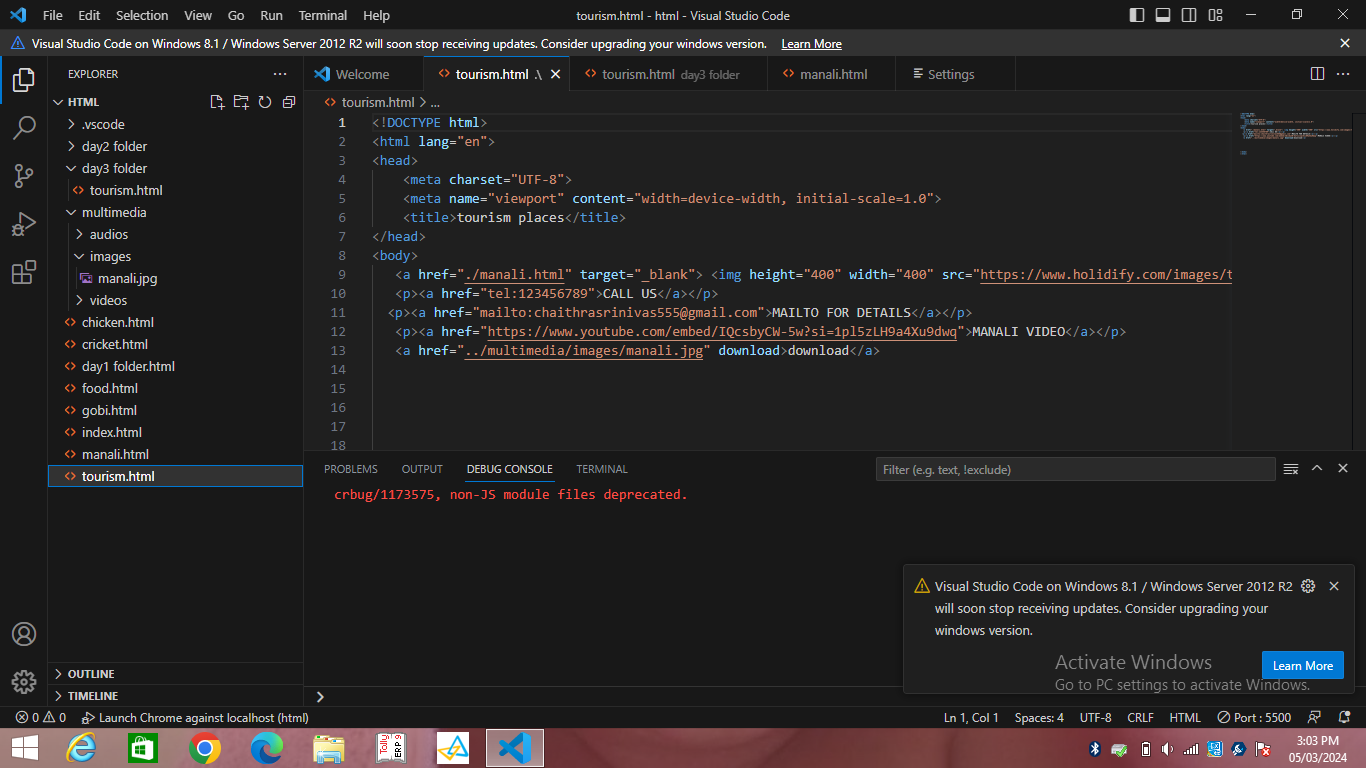 File Edit Selection View Go Run Terminal Help tourism.html - html - Visual Studio Code
Visual Studio Code on Windows 8.1 / Windows Server 2012 R2 will soon stop receiving updates. Consider upgrading your windows version. Learn More
EXPLORER
Welcome tourism.html .\ tourism.html day3 folder manali.html Settings
HTML
.vscode
day2 folder
day3 folder
tourism.html
multimedia
audios
images
manali.jpg
videos
chicken.html
cricket.html
day1 folder.html
food.html
gobi.html
index.html
manali.html
tourism.html
OUTLINE
TIMELINE
tourism.html > ...
1 <!DOCTYPE html>
2 <html lang="en">
3 <head>
4 <meta charset="UTF-8">
5 <meta name="viewport" content="width=device-width, initial-scale=1.0">
6 <title>tourism places</title>
7 </head>
8 <body>
9 <a href="./manali.html" target="_blank"> <img height="400" width="400" src="https://www.holidify.com/images/t
10 <p><a href="tel:123456789">CALL US</a></p>
11 <p><a href="mailto:chaithrasrinivas555@gmail.com">MAILTO FOR DETAILS</a></p>
12 <p><a href="https://www.youtube.com/embed/IQcsbyCW-5w?si=1pl5zLH9a4Xu9dwq">MANALI VIDEO</a></p>
13 <a href="../multimedia/images/manali.jpg" download>download</a>
14
15
16
17
18
PROBLEMS OUTPUT DEBUG CONSOLE TERMINAL Filter (e.g. text, !exclude)
crbug/1173575, non-JS module files deprecated.
Visual Studio Code on Windows 8.1 / Windows Server 2012 R2
will soon stop receiving updates. Consider upgrading your
windows version.
Learn More
Activate Windows
Go to PC settings to activate Windows.
0 0 Launch Chrome against localhost (html) Ln 1, Col 1 Spaces: 4 UTF-8 CRLF HTML Port : 5500
Tally
ERP 9
3:03 PM
05/03/2024